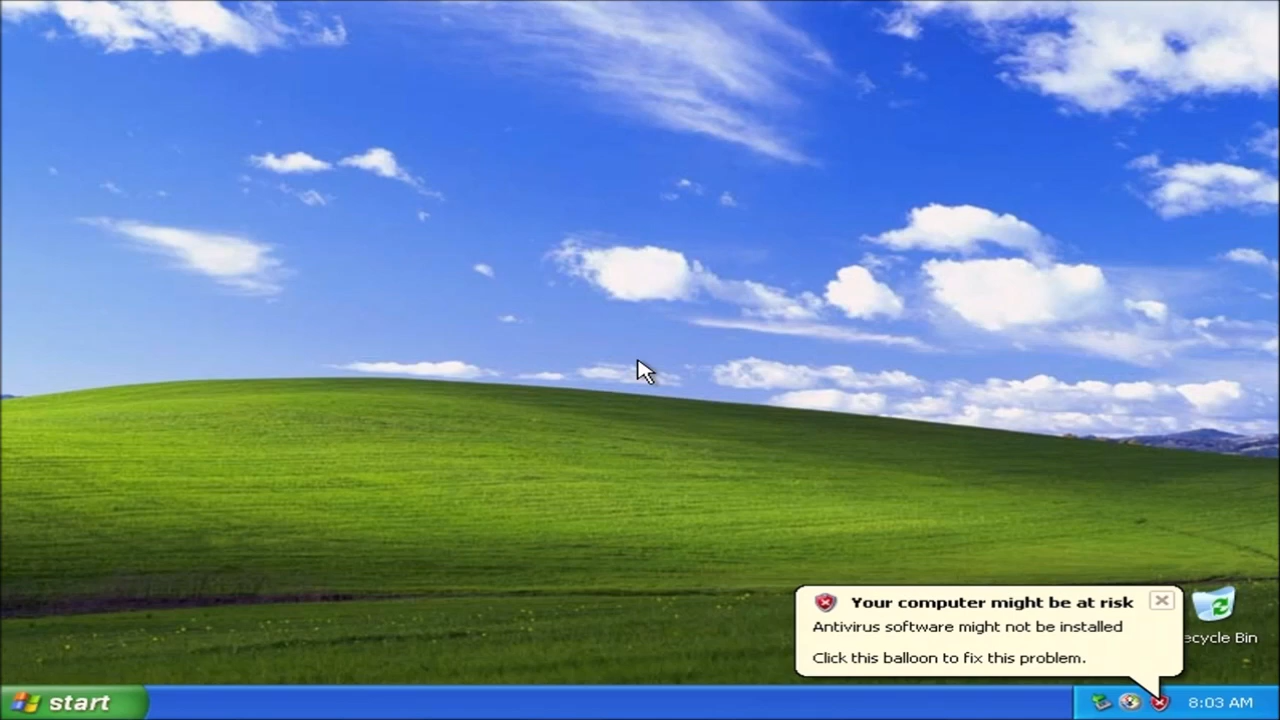 Your computer might be at risk
Antivirus software might not be installed
Click this balloon to fix this problem.
ecycle Bin
start
8:03 AM